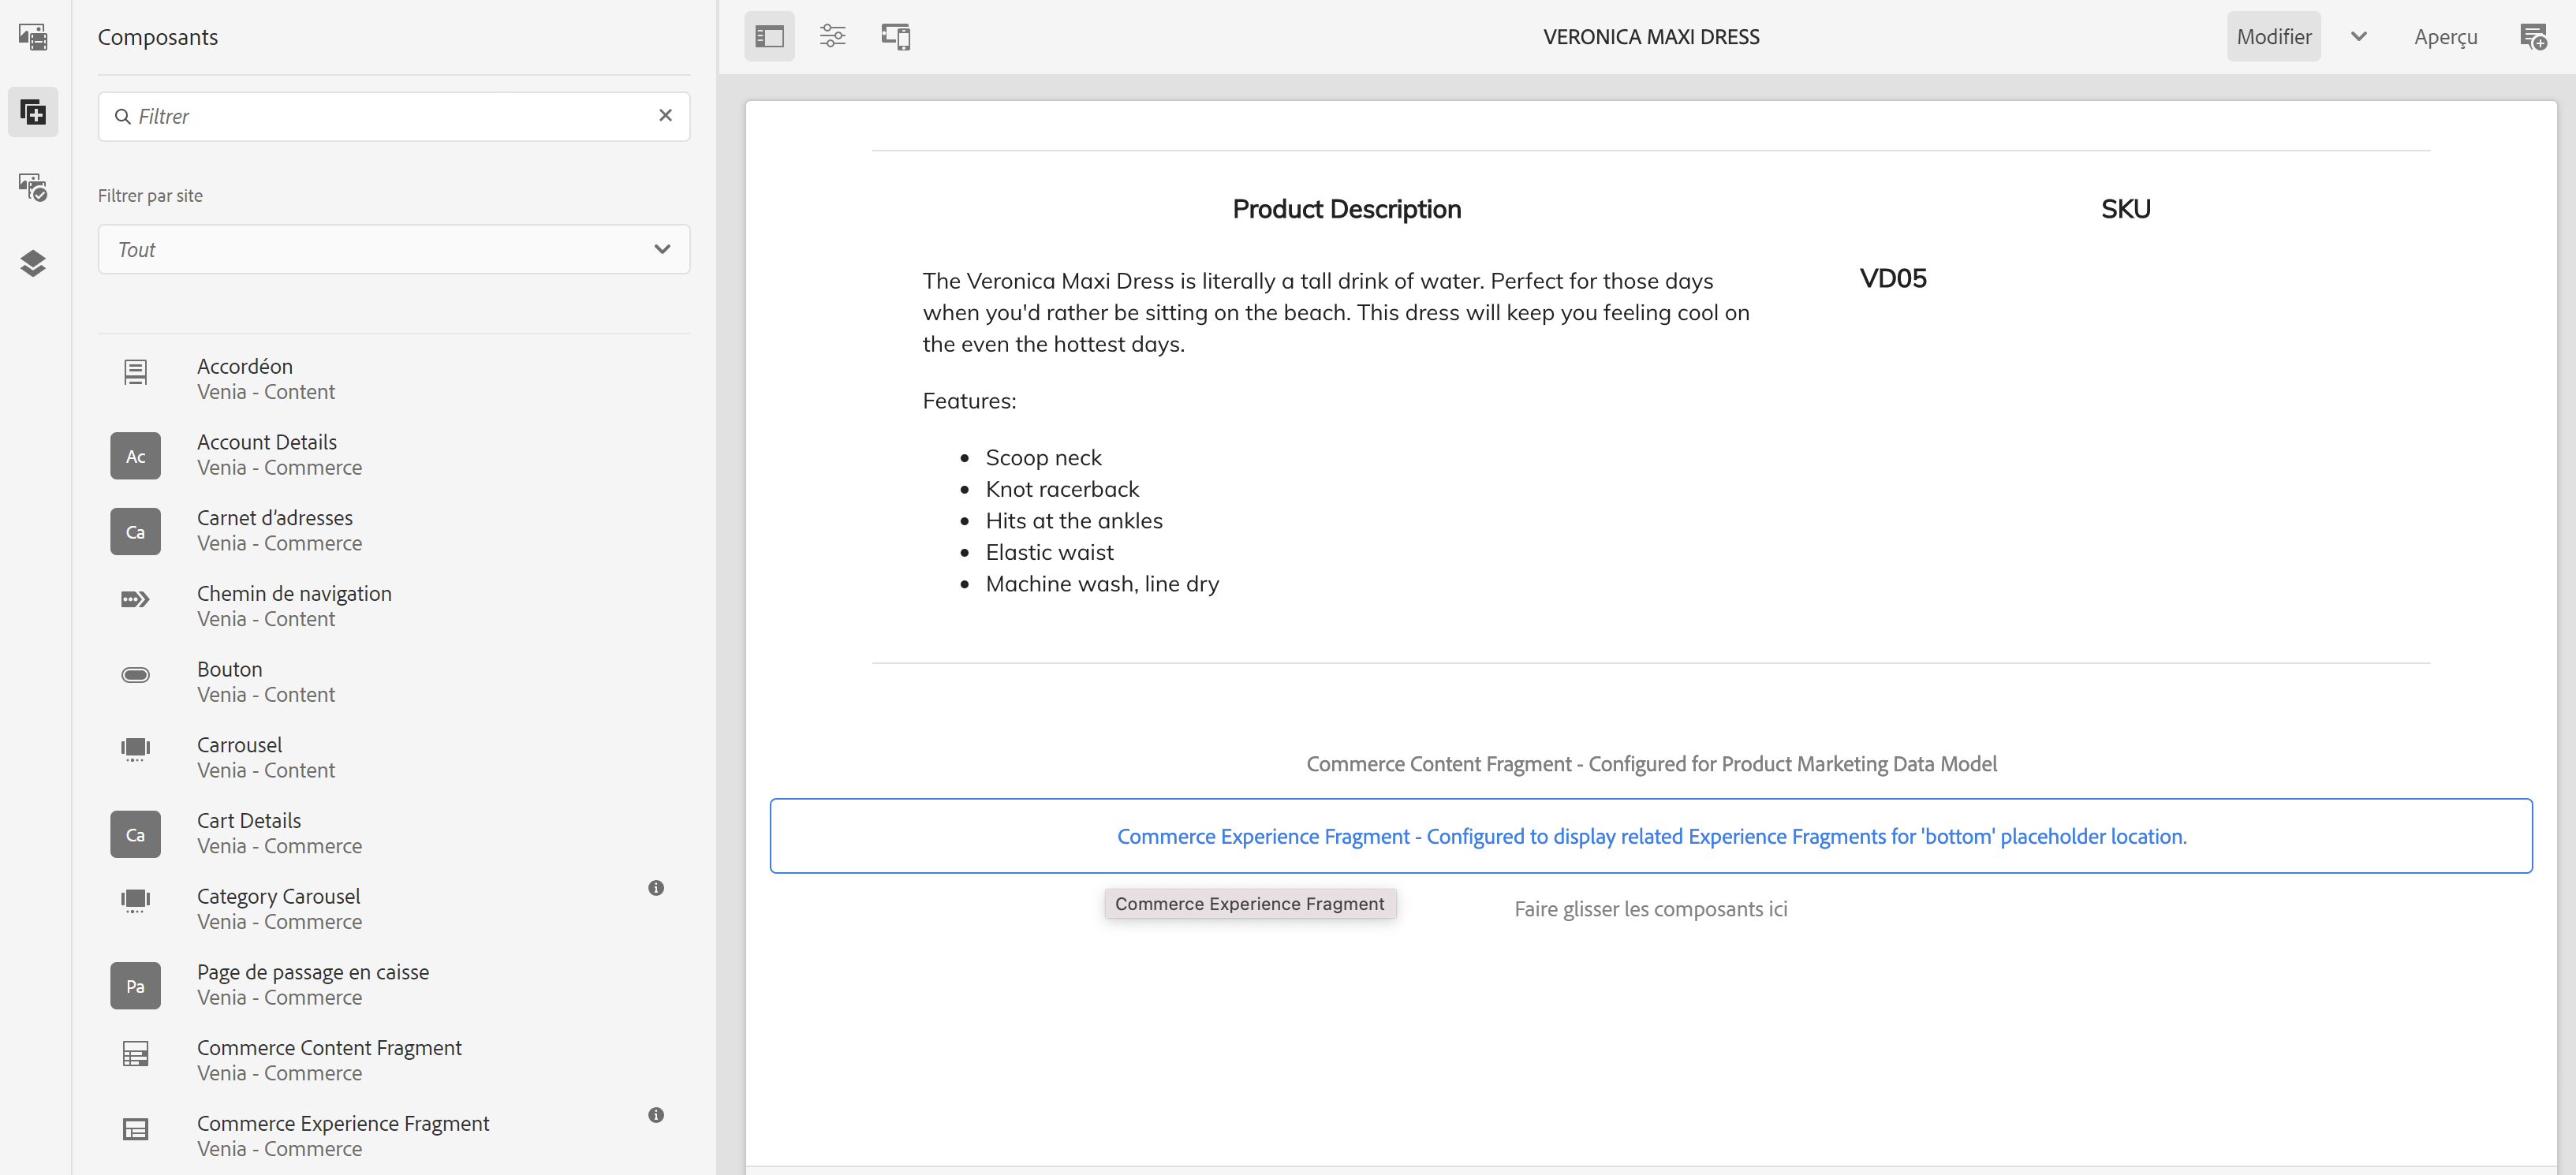 Composants
Filtrer
Filtrer par site
Tout
Accordéon
Venia - Content
Ac
Account Details
Venia - Commerce
Ca
Carnet d’adresses
Venia - Commerce
Chemin de navigation
Venia - Content
Bouton
Venia - Content
Carrousel
Venia - Content
Ca
Cart Details
Venia - Commerce
Category Carousel
Venia - Commerce
Pa
Page de passage en caisse
Venia - Commerce
Commerce Content Fragment
Venia - Commerce
Commerce Experience Fragment
Venia - Commerce
VERONICA MAXI DRESS
Modifier
Aperçu
Product Description
SKU
The Veronica Maxi Dress is literally a tall drink of water. Perfect for those days
when you'd rather be sitting on the beach. This dress will keep you feeling cool on
the even the hottest days.
VD05
Features:
• Scoop neck
• Knot racerback
• Hits at the ankles
• Elastic waist
• Machine wash, line dry
Commerce Content Fragment - Configured for Product Marketing Data Model
Commerce Experience Fragment - Configured to display related Experience Fragments for 'bottom' placeholder location.
Commerce Experience Fragment
Faire glisser les composants ici